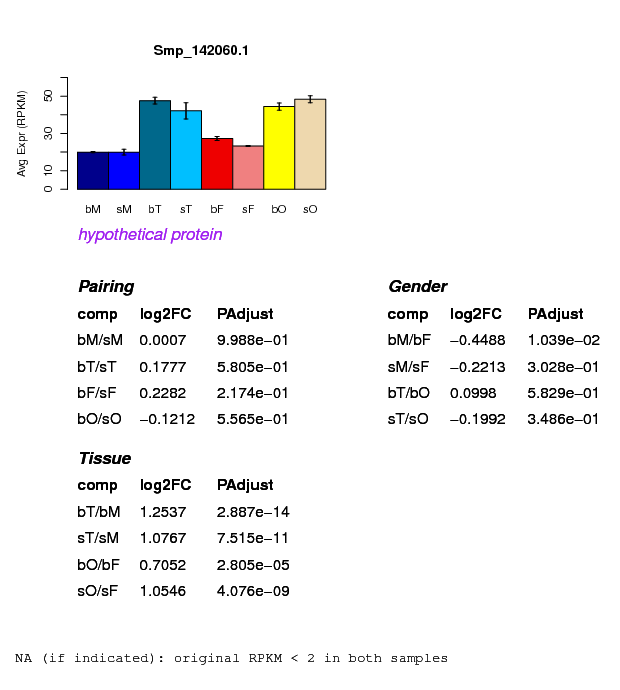 Smp_142060.1
Avg Expr (RPKM)
0 10 30 50
bM sM bT sT bF sF bO sO
hypothetical protein
Pairing
comp log2FC PAdjust
bM/sM 0.0007 9.988e−01
bT/sT 0.1777 5.805e−01
bF/sF 0.2282 2.174e−01
bO/sO −0.1212 5.565e−01
Gender
comp log2FC PAdjust
bM/bF −0.4488 1.039e−02
sM/sF −0.2213 3.028e−01
bT/bO 0.0998 5.829e−01
sT/sO −0.1992 3.486e−01
Tissue
comp log2FC PAdjust
bT/bM 1.2537 2.887e−14
sT/sM 1.0767 7.515e−11
bO/bF 0.7052 2.805e−05
sO/sF 1.0546 4.076e−09
NA (if indicated): original RPKM < 2 in both samples